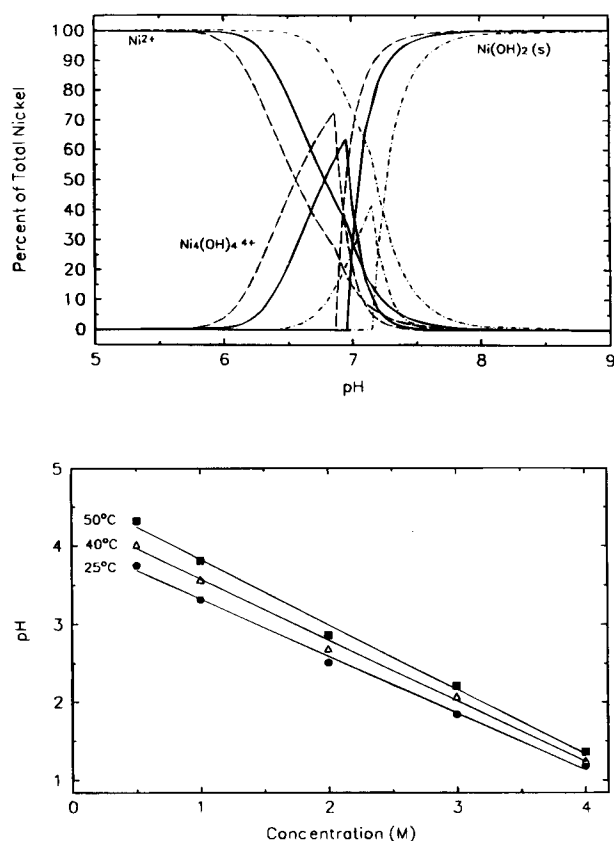 Percent of Total Nickel
100
90
80
70
60
50
40
30
20
10
0
Ni2+
Ni(OH)2(s)
Ni4(OH)4 4+
5
6
7
8
9
pH
pH
5
4
3
2
1
50°C
40°C
25°C
0
1
2
3
4
Concentration (M)